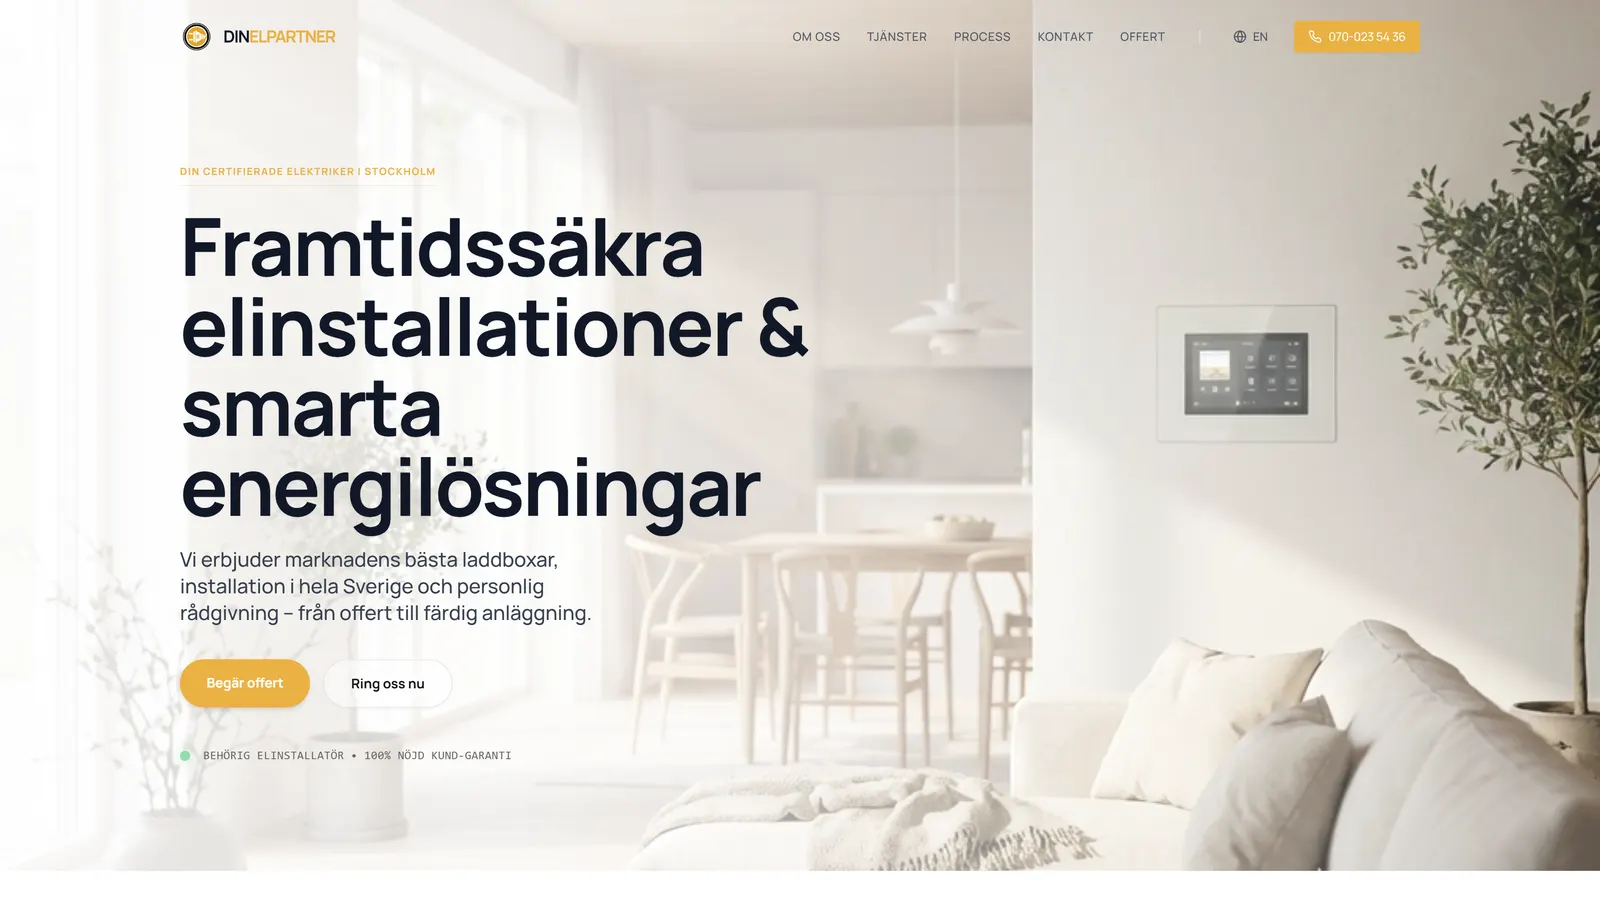 DINELPARTNER
OM OSS
TJÄNSTER
PROCESS
KONTAKT
OFFERT
EN
070-023 54 36
DIN CERTIFIERADE ELEKTRIKER I STOCKHOLM
Framtidssäkra
elinstallationer &
smarta
energilösningar
Vi erbjuder marknadens bästa laddboxar,
installation i hela Sverige och personlig
rådgivning – från offert till färdig anläggning.
Begär offert
Ring oss nu
BEHÖRIG ELINSTALLATÖR • 100% NÖJD KUND-GARANTI